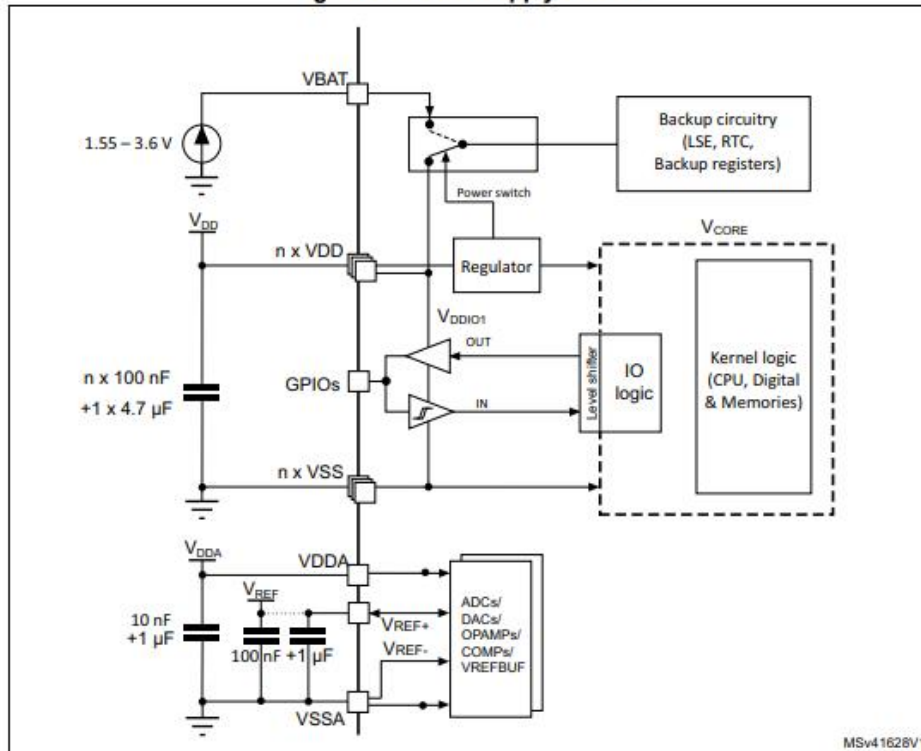 VBAT
1.55 – 3.6 V
Backup circuitry
(LSE, RTC,
Backup registers)
Power switch
VDD
n x VDD
Regulator
VCORE
VDDIO1
OUT
n x 100 nF
+1 x 4.7 µF
GPIOs
IN
Level shifter
IO
logic
Kernel logic
(CPU, Digital
& Memories)
n x VSS
VDDA
VDDA
10 nF
+1 µF
VREF
100 nF
+1 µF
VREF+
VREF-
ADCs/
DACs/
OPAMPs/
COMPs/
VREFBUF
VSSA
MSv41628V1